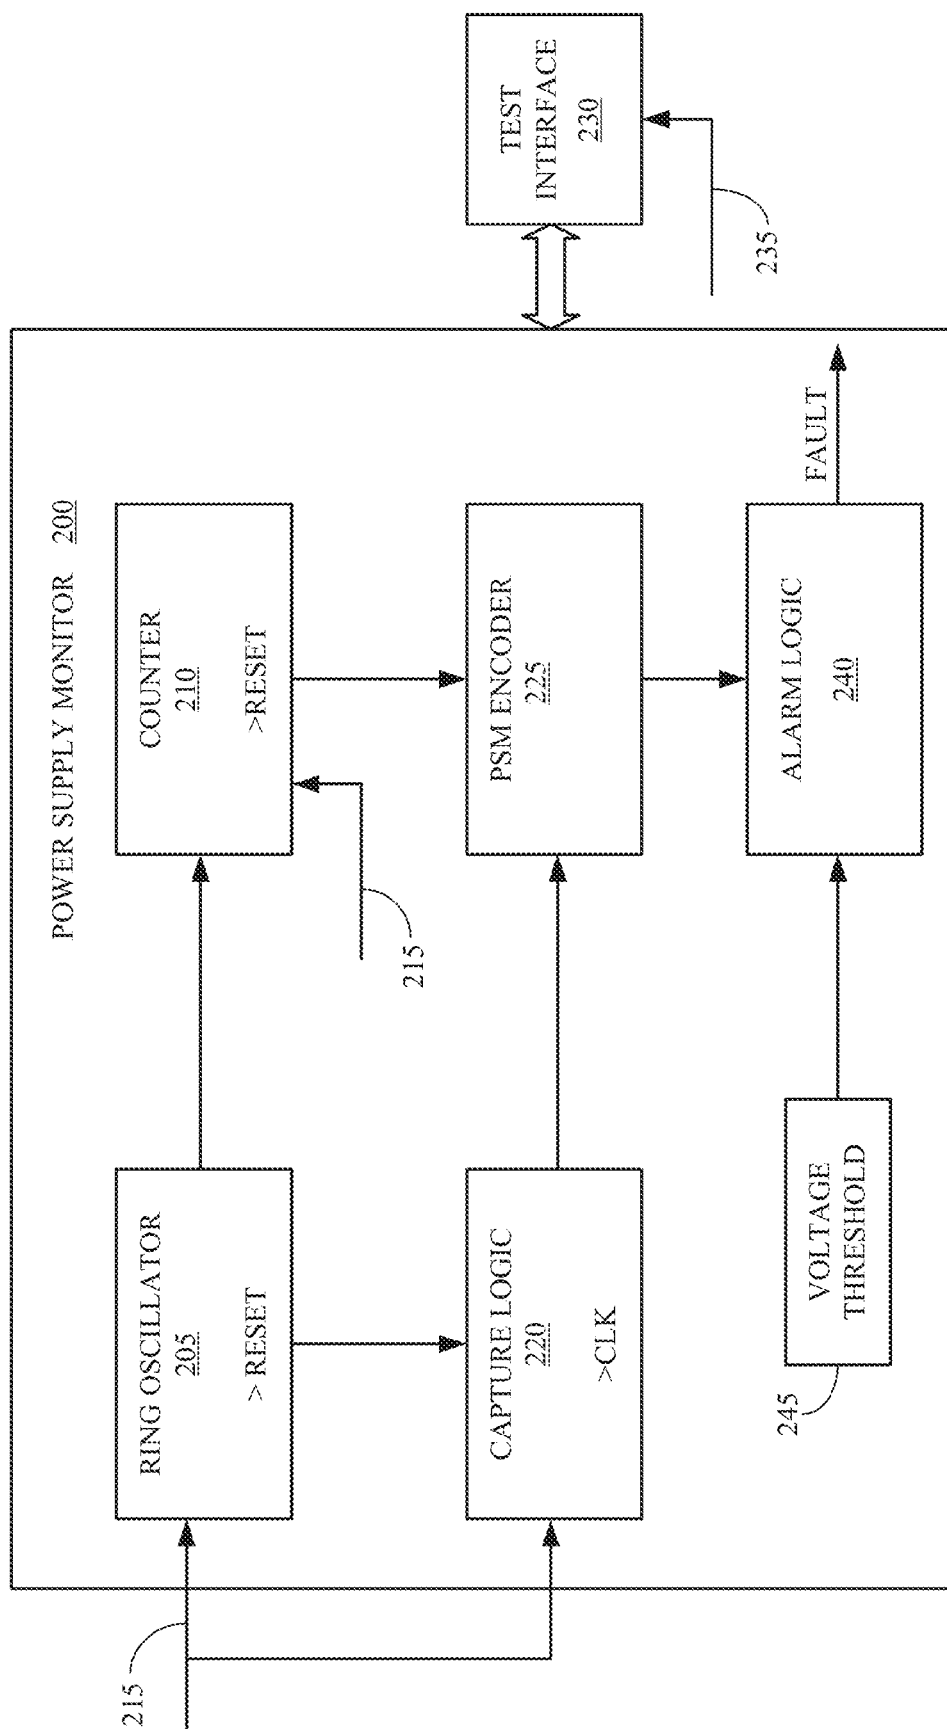 POWER SUPPLY MONITOR 200
215
RING OSCILLATOR
205
>RESET
COUNTER
210
>RESET
215
CAPTURE LOGIC
220
>CLK
PSM ENCODER
225
TEST
INTERFACE
230
235
245
VOLTAGE
THRESHOLD
ALARM LOGIC
240
FAULT